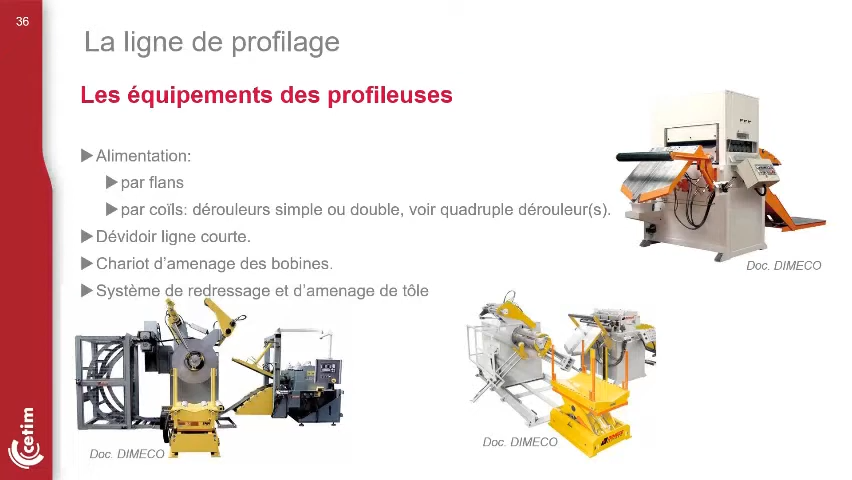 36
La ligne de profilage
Les équipements des profileuses
Alimentation:
par flans
par coïls: dérouleurs simple ou double, voir quadruple dérouleur(s).
Dévidoir ligne courte.
Chariot d’amenage des bobines.
Système de redressage et d’amenage de tôle
Doc. DIMECO
Doc. DIMECO
Doc. DIMECO
cetim